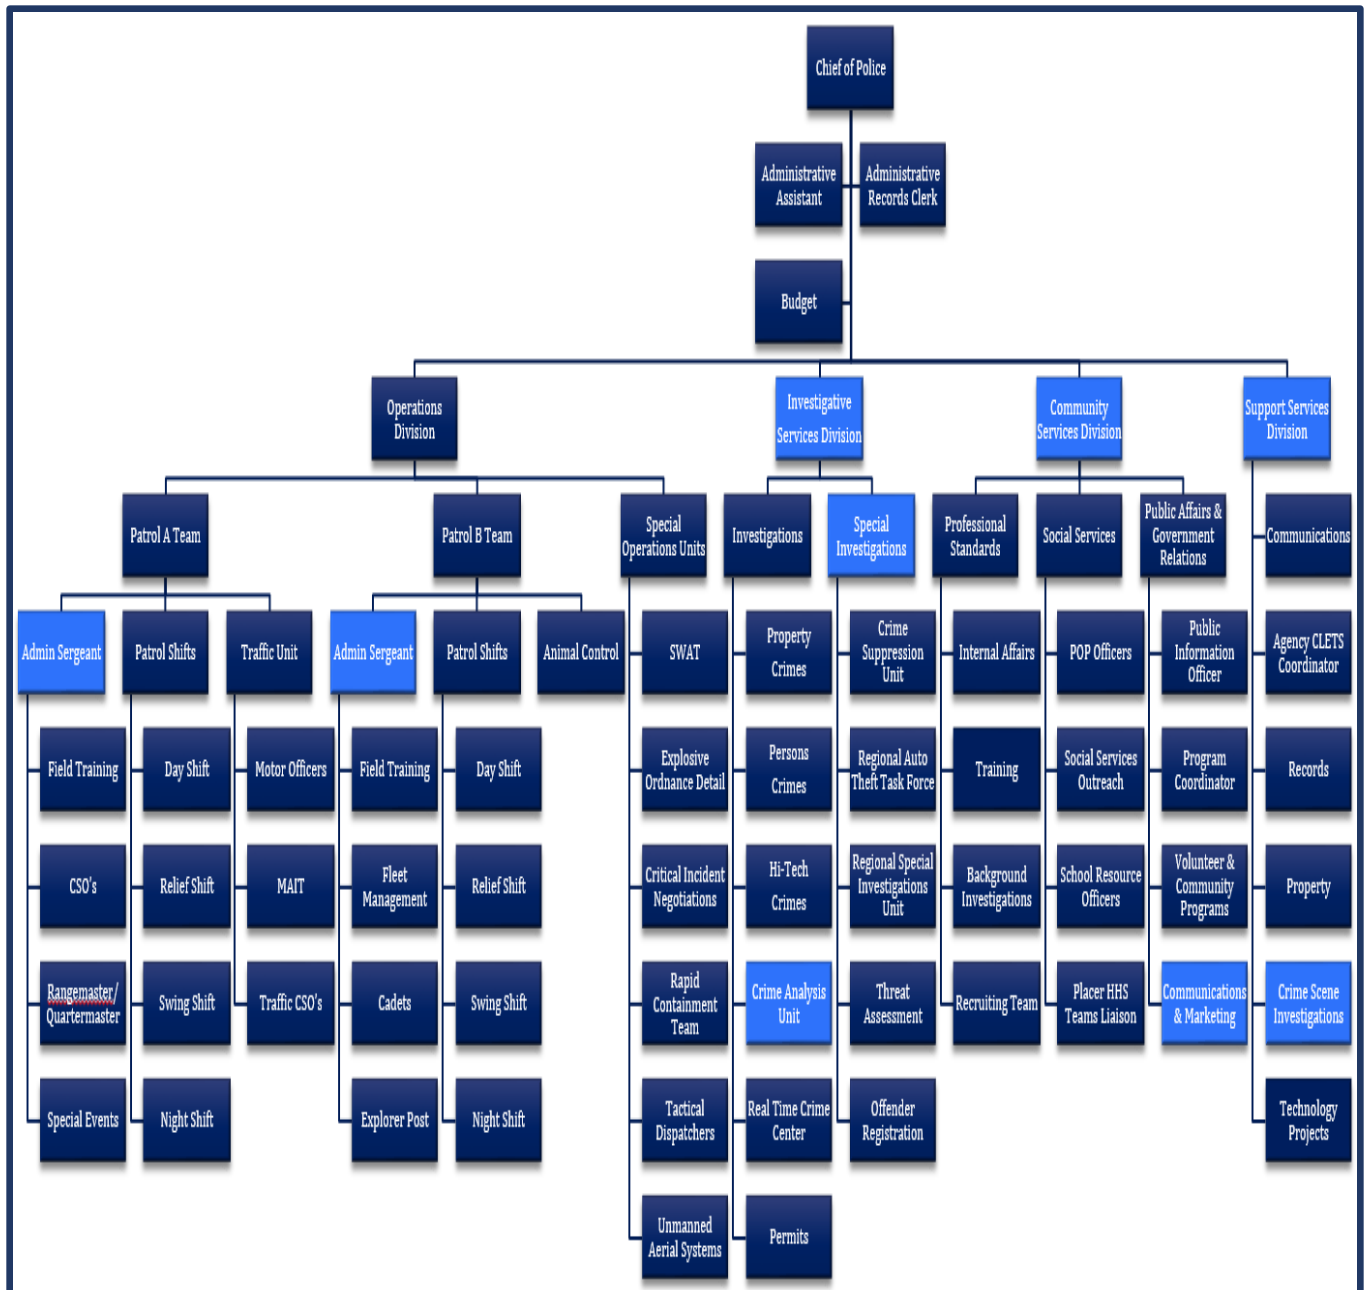 Chief of Police
Administrative
Assistant
Administrative
Records Clerk
Budget
Operations
Division
Investigative
Services Division
Community
Services Division
Support Services
Division
Patrol A Team
Patrol B Team
Special
Operations Units
Investigations
Special
Investigations
Professional
Standards
Social Services
Public Affairs &
Government
Relations
Communications
Admin Sergeant
Patrol Shifts
Traffic Unit
Admin Sergeant
Patrol Shifts
Animal Control
SWAT
Property
Crimes
Crime
Suppression
Unit
Internal Affairs
POP Officers
Public
Information
Officer
Agency CLETS
Coordinator
Field Training
Day Shift
Motor Officers
Field Training
Day Shift
Explosive
Ordnance Detail
Persons
Crimes
Regional Auto
Theft Task Force
Training
Social Services
Outreach
Program
Coordinator
Records
CSO's
Relief Shift
MAIT
Fleet
Management
Relief Shift
Critical Incident
Negotiations
Hi-Tech
Crimes
Regional Special
Investigations
Unit
Background
Investigations
School Resource
Officers
Volunteer &
Community
Programs
Property
Rangemaster/
Quartermaster
Swing Shift
Traffic CSO's
Cadets
Swing Shift
Rapid
Containment
Team
Crime Analysis
Unit
Threat
Assessment
Recruiting Team
Placer HHS
Teams Liaison
Communications
& Marketing
Crime Scene
Investigations
Special Events
Night Shift
Explorer Post
Night Shift
Tactical
Dispatchers
Real Time Crime
Center
Offender
Registration
Technology
Projects
Unmanned
Aerial Systems
Permits